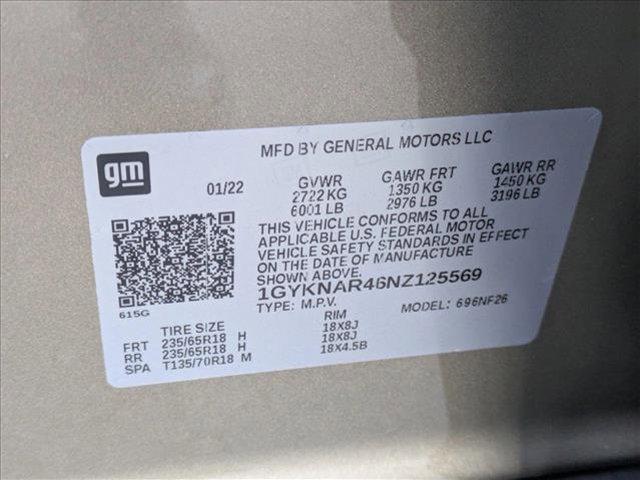 MFD BY GENERAL MOTORS LLC
gm
01/22 GVWR GAWR FRT GAWR RR
2722 KG 1350 KG 1450 KG
6001 LB 2976 LB 3196 LB
THIS VEHICLE CONFORMS TO ALL
APPLICABLE U.S. FEDERAL MOTOR
VEHICLE SAFETY STANDARDS IN EFFECT
ON THE DATE OF MANUFACTURE
SHOWN ABOVE.
1GYKNAR46NZ125569
TYPE: M.P.V. MODEL: 696NF26
615G
TIRE SIZE RIM
FRT 235/65R18 H 18X8J
RR 235/65R18 H 18X8J
SPA T135/70R18 M 18X4.5B